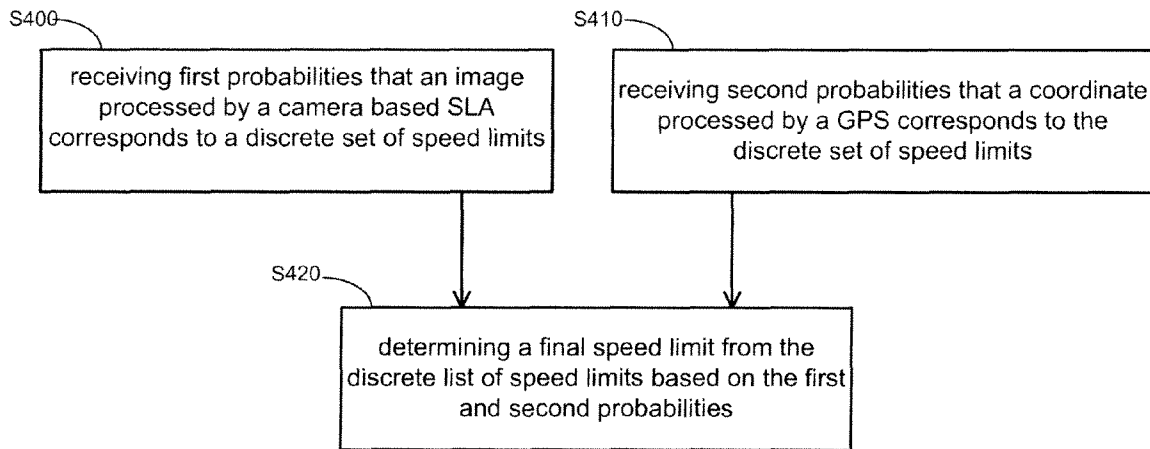 S400
receiving first probabilities that an image
processed by a camera based SLA
corresponds to a discrete set of speed limits
S410
receiving second probabilities that a coordinate
processed by a GPS corresponds to the
discrete set of speed limits
S420
determining a final speed limit from the
discrete list of speed limits based on the first
and second probabilities